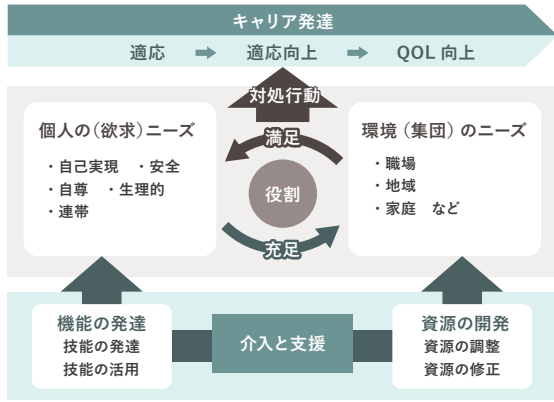 キャリア発達
適応 → 適応向上 → QOL 向上
対処行動
個人の（欲求）ニーズ
・自己実現　・安全
・自尊　・生理的
・連帯
満足
役割
充足
環境（集団）のニーズ
・職場
・地域
・家庭　など
機能の発達
技能の発達
技能の活用
介入と支援
資源の開発
資源の調整
資源の修正